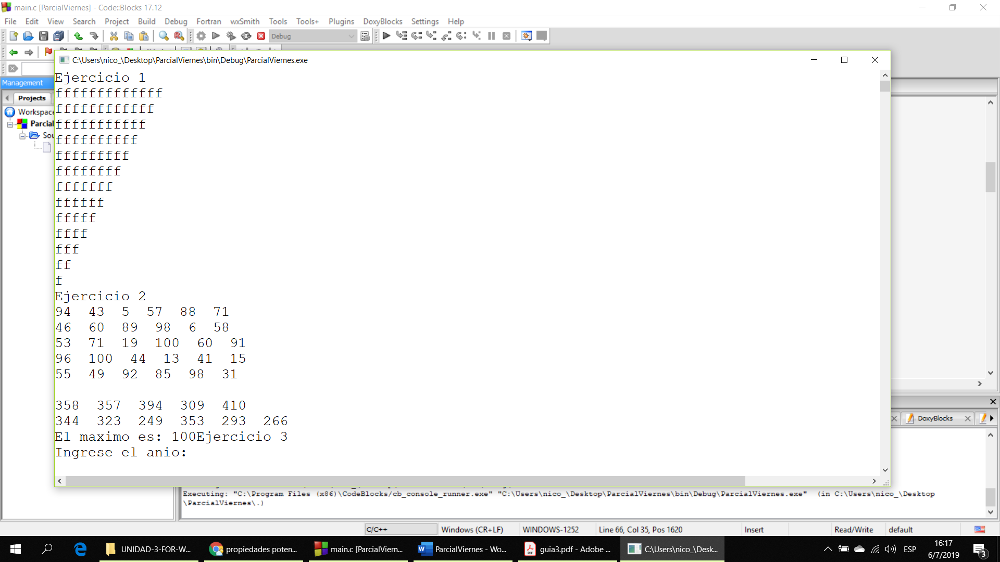 main.c [ParcialViernes] - Code::Blocks 17.12
File Edit View Search Project Build Debug Fortran wxSmith Tools Tools+ Plugins DoxyBlocks Settings Help
Debug
C:\Users\nico_\Desktop\ParcialViernes\bin\Debug\ParcialViernes.exe
Management
Projects
Workspace
Parcial
Sou
Ejercicio 1
fffffffffffff
ffffffffffff
fffffffffff
ffffffffff
fffffffff
ffffffff
fffffff
ffffff
fffff
ffff
fff
ff
f
Ejercicio 2
94 43 5 57 88 71
46 60 89 98 6 58
53 71 19 100 60 91
96 100 44 13 41 15
55 49 92 85 98 31
358 357 394 309 410
344 323 249 353 293 266
El maximo es: 100Ejercicio 3
Ingrese el anio:
DoxyBlocks
Executing: "C:\Program Files (x86)\CodeBlocks/cb_console_runner.exe" "C:\Users\nico_\Desktop\ParcialViernes\bin\Debug\ParcialViernes.exe" (in C:\Users\nico_\Desktop
\ParcialViernes\.)
C/C++ Windows (CR+LF) WINDOWS-1252 Line 66, Col 35, Pos 1620 Insert Read/Write default
UNIDAD-3-FOR-W... propiedades poten... main.c [ParcialViern... ParcialViernes - Wo... guia3.pdf - Adobe ... C:\Users\nico_\Desk... ESP 16:17
6/7/2019 3